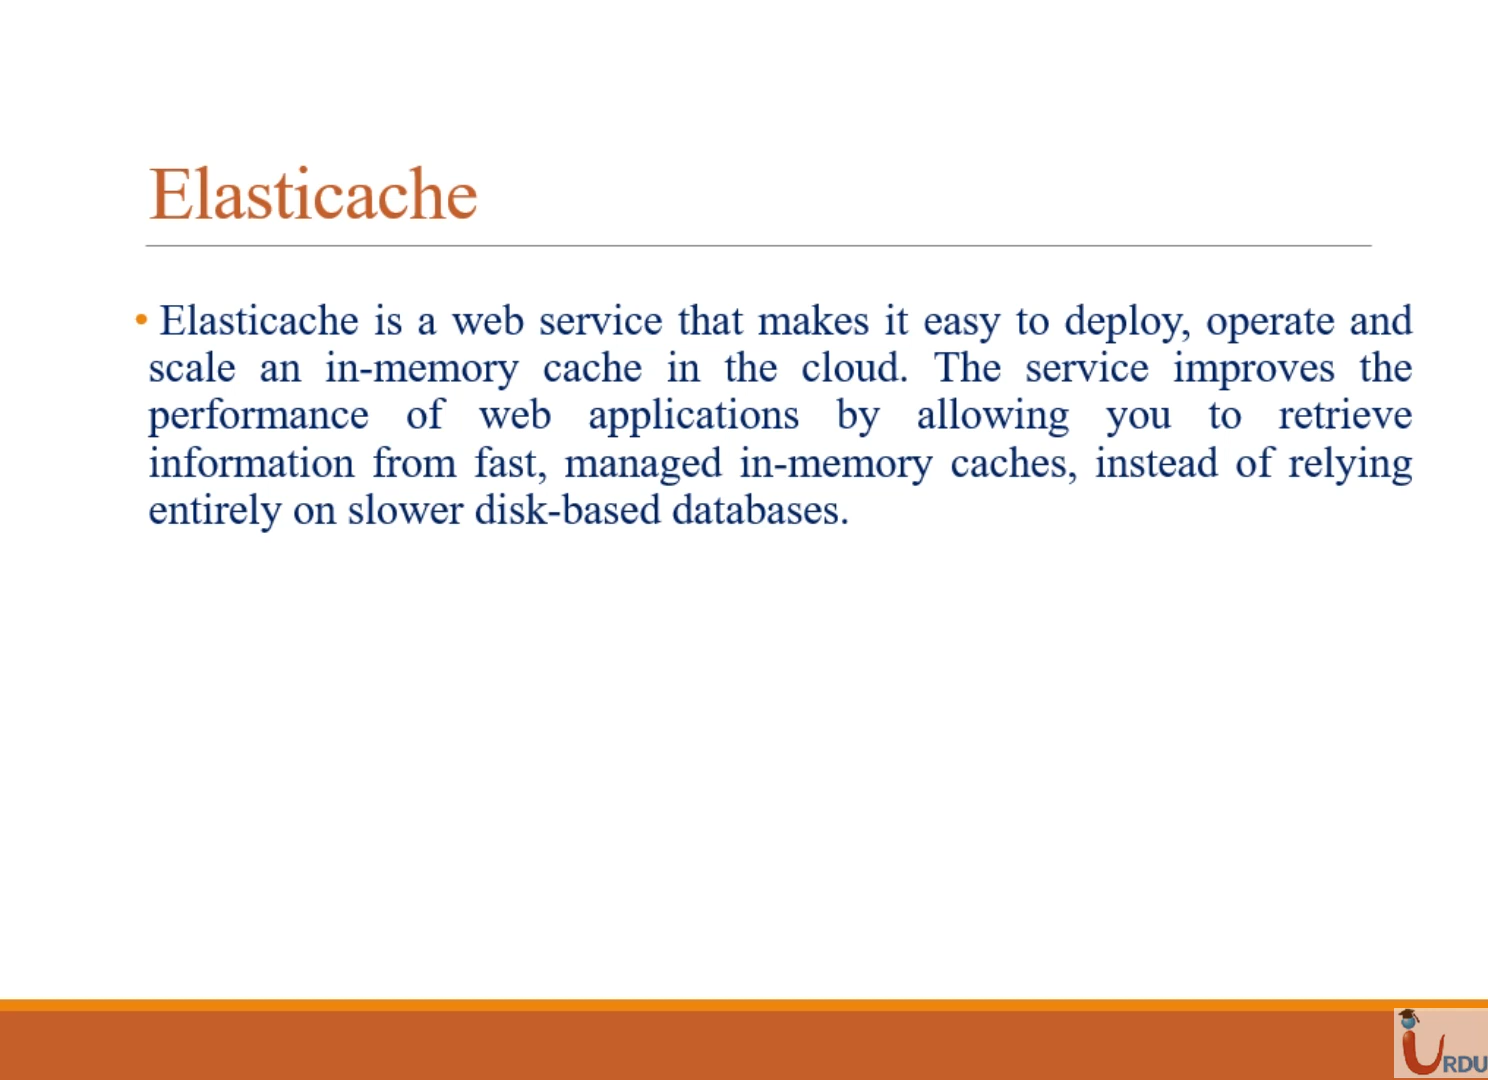 Elasticache
• Elasticache is a web service that makes it easy to deploy, operate and
scale an in-memory cache in the cloud. The service improves the
performance of web applications by allowing you to retrieve
information from fast, managed in-memory caches, instead of relying
entirely on slower disk-based databases.
URDU